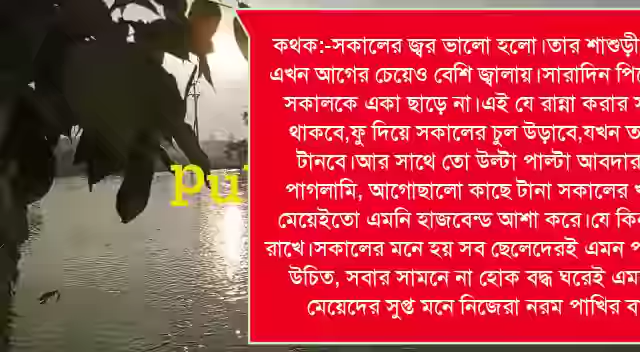 কথক:-সকালের জ্বর ভালো হলো।তার শাশুড়ী
এখন আগের চেয়েও বেশি জ্বালায়।সারাদিন
সকালকে একা ছাড়ে না।এই যে রান্না করার
থাকবে,ফু দিয়ে সকালের চুল উড়াবে,যখন
টানবে।আর সাথে তো উল্টা পাল্টা আবদার
পাগলামি, আগোছালো কাছে টানা সকালের
মেয়েইতো এমনি হাজবেন্ড আশা করে।যে
রাখে।সকালের মনে হয় সব ছেলেদেরই এমন
উচিত, সবার সামনে না হোক বদ্ধ ঘরেই
মেয়েদের সুপ্ত মনে নিজেরা নরম পাখির